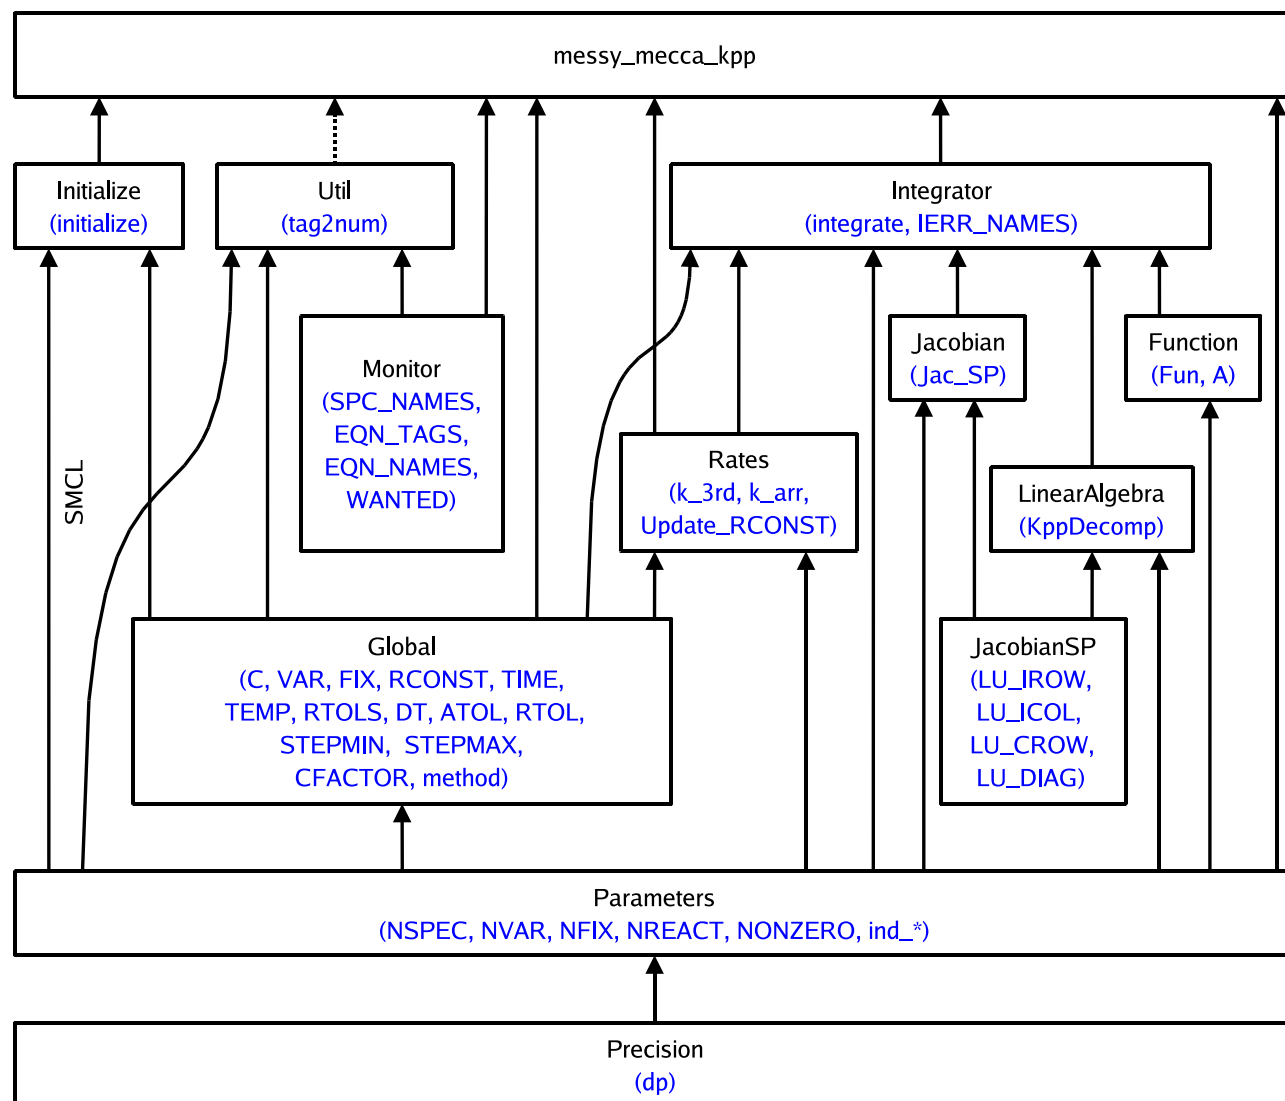 messy_mecca_kpp
Initialize
(initialize)
Util
(tag2num)
Integrator
(integrate, IERR_NAMES)
Monitor
(SPC_NAMES,
EQN_TAGS,
EQN_NAMES,
WANTED)
Jacobian
(Jac_SP)
Function
(Fun, A)
SMCL
Rates
(k_3rd, k_arr,
Update_RCONST)
LinearAlgebra
(KppDecomp)
Global
(C, VAR, FIX, RCONST, TIME,
TEMP, RTOLS, DT, ATOL, RTOL,
STEPMIN, STEPMAX,
CFACTOR, method)
JacobianSP
(LU_IROW,
LU_ICOL,
LU_CROW,
LU_DIAG)
Parameters
(NSPEC, NVAR, NFIX, NREACT, NONZERO, ind_*)
Precision
(dp)